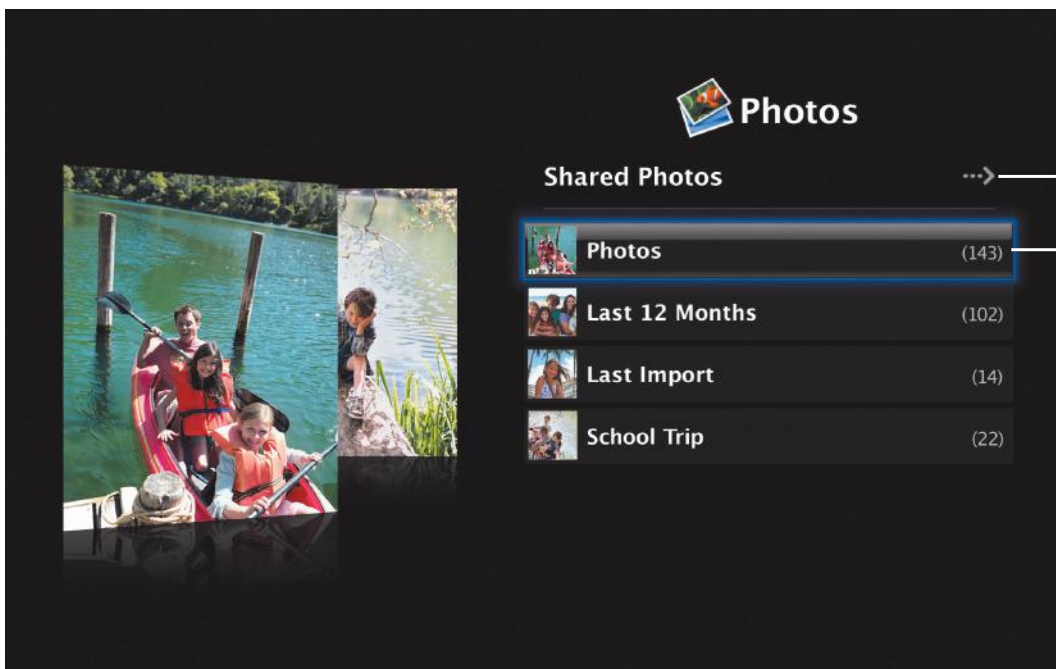 Photos
Shared Photos
Photos (143)
Last 12 Months (102)
Last Import (14)
School Trip (22)